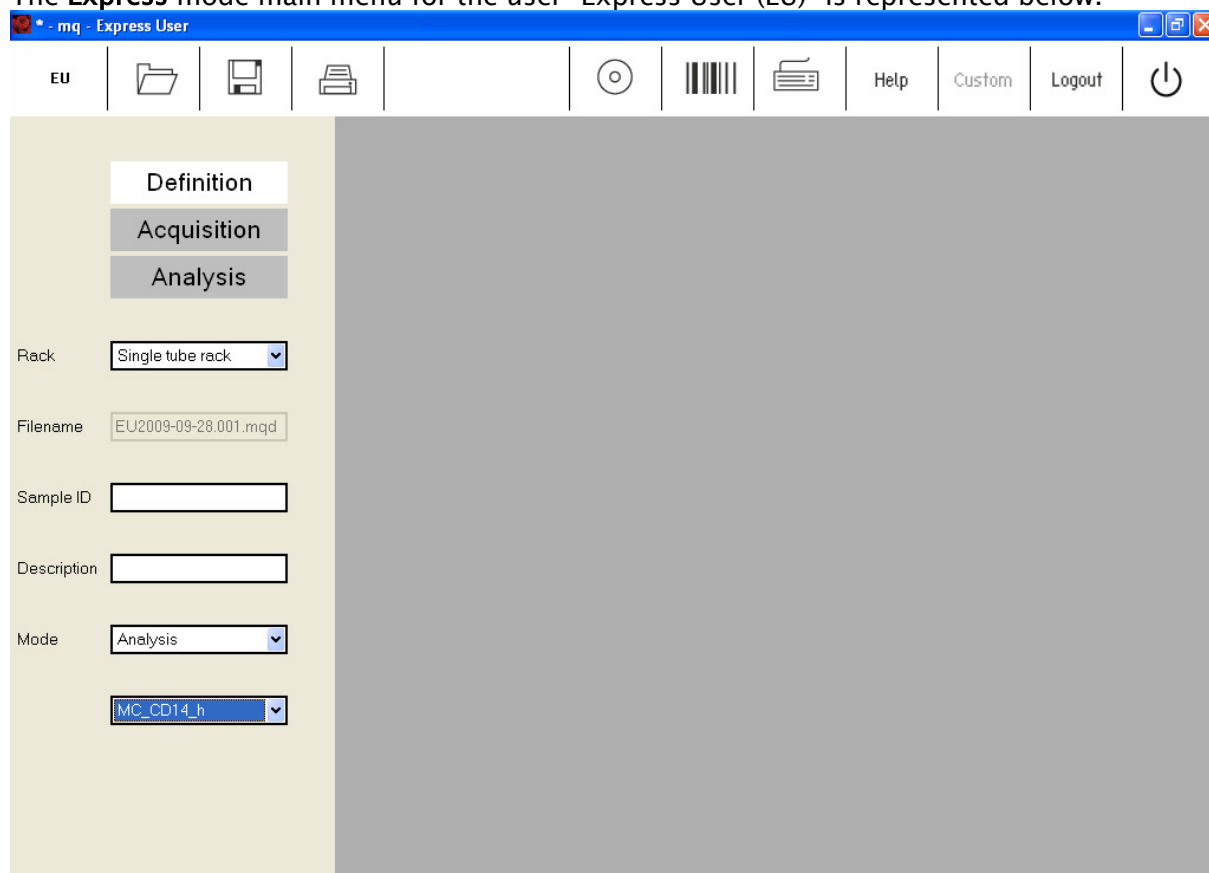 The Express mode main menu for the user "Express User (EU)" is represented below.
* - mq - Express User
EU Help Custom Logout
Definition
Acquisition
Analysis
Rack Single tube rack
Filename EU2009-09-28.001.mqd
Sample ID
Description
Mode Analysis
MC_CD14_h